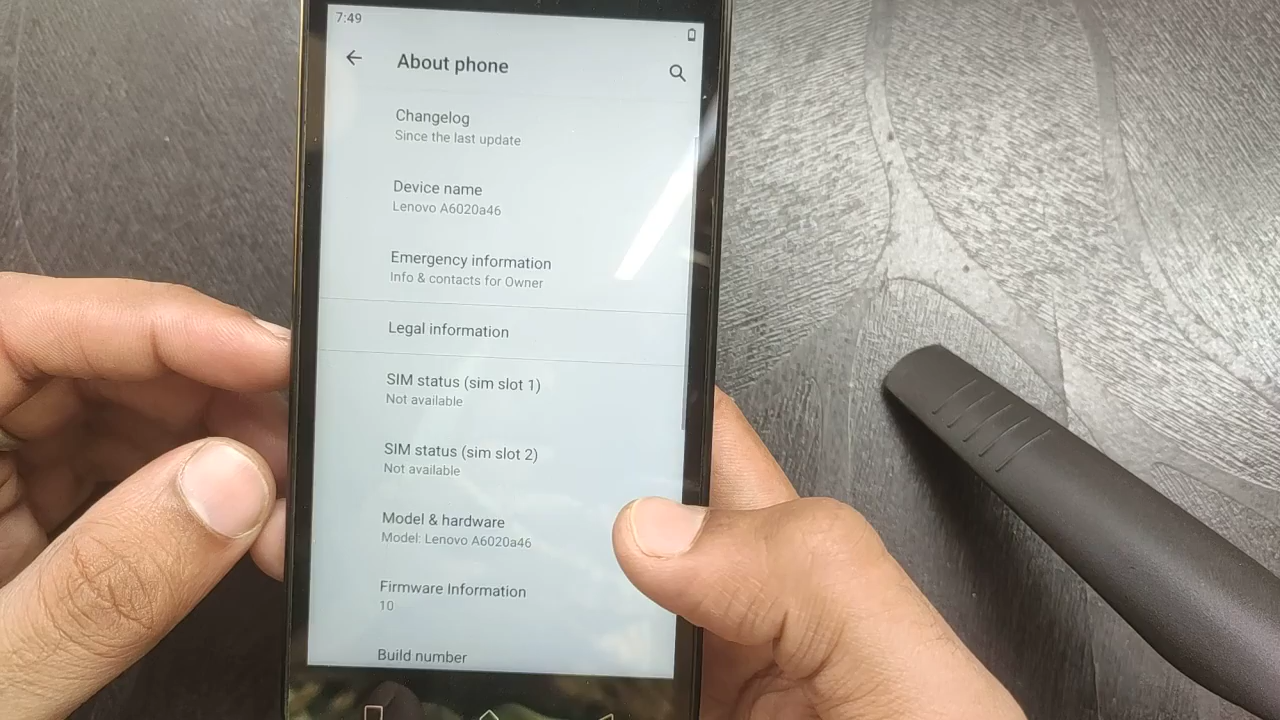 7:49
About phone
Changelog
Since the last update
Device name
Lenovo A6020a46
Emergency information
Info & contacts for Owner
Legal information
SIM status (sim slot 1)
Not available
SIM status (sim slot 2)
Not available
Model & hardware
Model: Lenovo A6020a46
Firmware Information
10
Build number